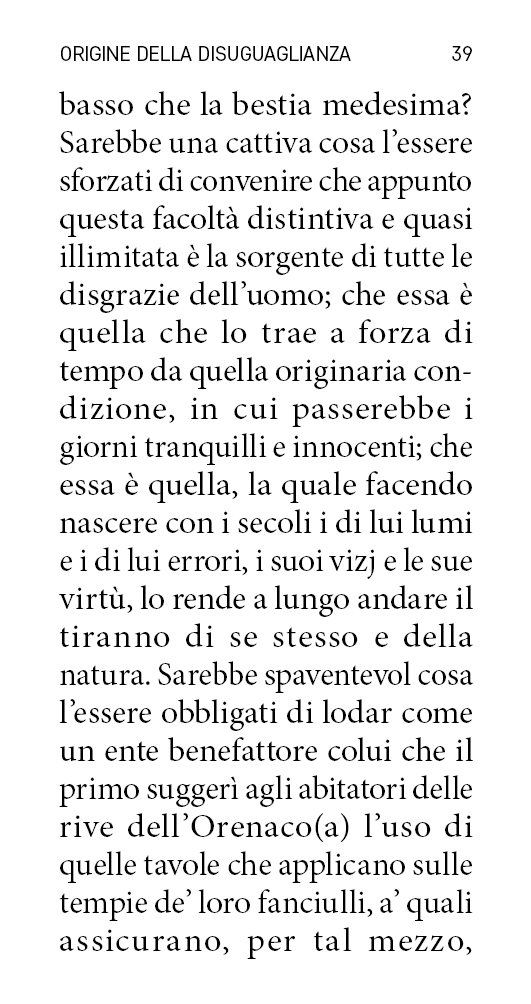 ORIGINE DELLA DISUGUAGLIANZA 39
basso che la bestia medesima?
Sarebbe una cattiva cosa l’essere
sforzati di convenire che appunto
questa facoltà distintiva e quasi
illimitata è la sorgente di tutte le
disgrazie dell’uomo; che essa è
quella che lo trae a forza di
tempo da quella originaria con-
dizione, in cui passerebbe i
giorni tranquilli e innocenti; che
essa è quella, la quale facendo
nascere con i secoli i di lui lumi
e i di lui errori, i suoi vizj e le sue
virtù, lo rende a lungo andare il
tiranno di se stesso e della
natura. Sarebbe spaventevol cosa
l’essere obbligati di lodar come
un ente benefattore colui che il
primo suggerì agli abitatori delle
rive dell’Orenaco(a) l’uso di
quelle tavole che applicano sulle
tempie de’ loro fanciulli, a’ quali
assicurano, per tal mezzo,